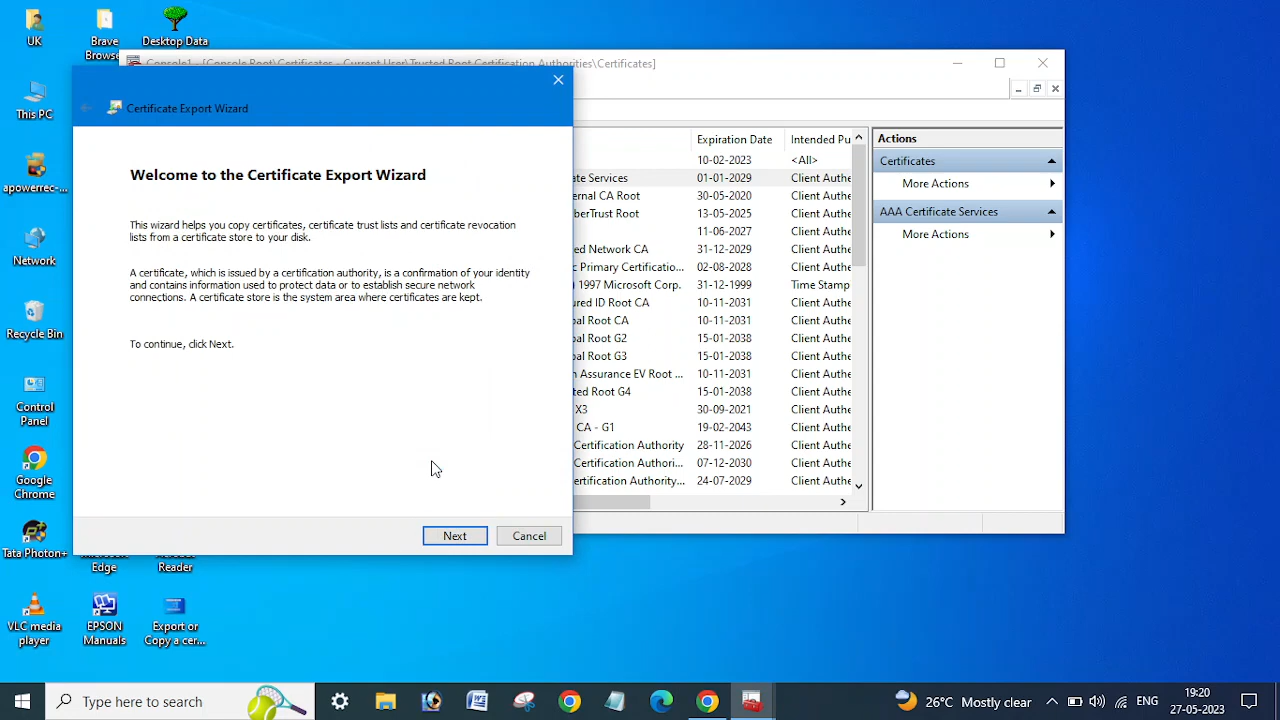 UK
Brave
Browse
Desktop Data
This PC
apowerrec-...
Network
Recycle Bin
Control
Panel
Google
Chrome
Tata Photon+
Edge
Reader
VLC media
player
EPSON
Manuals
Export or
Copy a cer...
Console1 - [Console Root\Certificates - Current User\Trusted Root Certification Authorities\Certificates]
Certificate Export Wizard
Welcome to the Certificate Export Wizard
This wizard helps you copy certificates, certificate trust lists and certificate revocation
lists from a certificate store to your disk.
A certificate, which is issued by a certification authority, is a confirmation of your identity
and contains information used to protect data or to establish secure network
connections. A certificate store is the system area where certificates are kept.
To continue, click Next.
Next
Cancel
Expiration Date Intended Pu
10-02-2023 <All>
te Services 01-01-2029 Client Authe
ernal CA Root 30-05-2020 Client Authe
berTrust Root 13-05-2025 Client Authe
11-06-2027 Client Authe
ed Network CA 31-12-2029 Client Authe
c Primary Certificatio... 02-08-2028 Client Authe
) 1997 Microsoft Corp. 31-12-1999 Time Stamp
ured ID Root CA 10-11-2031 Client Authe
bal Root CA 10-11-2031 Client Authe
bal Root G2 15-01-2038 Client Authe
bal Root G3 15-01-2038 Client Authe
h Assurance EV Root ... 10-11-2031 Client Authe
ted Root G4 15-01-2038 Client Authe
X3 30-09-2021 Client Authe
CA - G1 19-02-2043 Client Authe
Certification Authority 28-11-2026 Client Authe
Certification Authori... 07-12-2030 Client Authe
ertification Authority... 24-07-2029 Client Authe
Actions
Certificates
More Actions
AAA Certificate Services
More Actions
Type here to search
26°C Mostly clear
ENG
19:20
27-05-2023